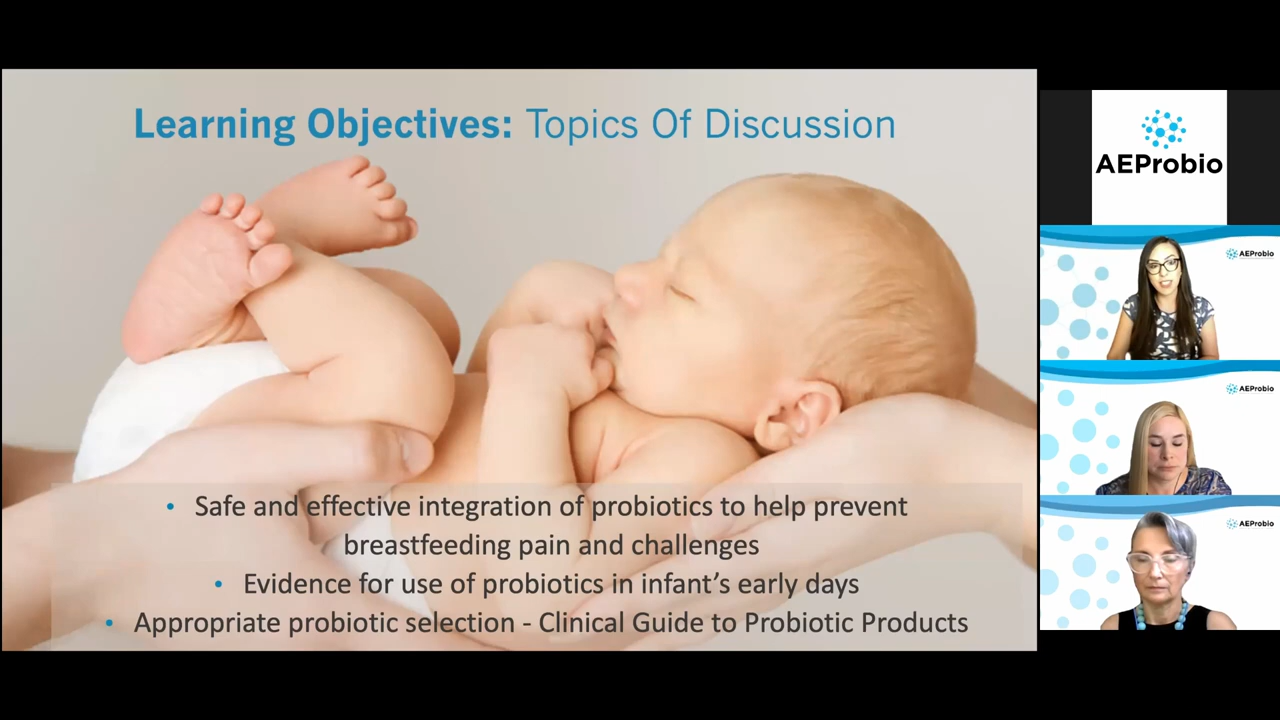 Learning Objectives: Topics Of Discussion
• Safe and effective integration of probiotics to help prevent
breastfeeding pain and challenges
• Evidence for use of probiotics in infant's early days
• Appropriate probiotic selection - Clinical Guide to Probiotic Products
AEProbio
AEProbio
AEProbio
AEProbio